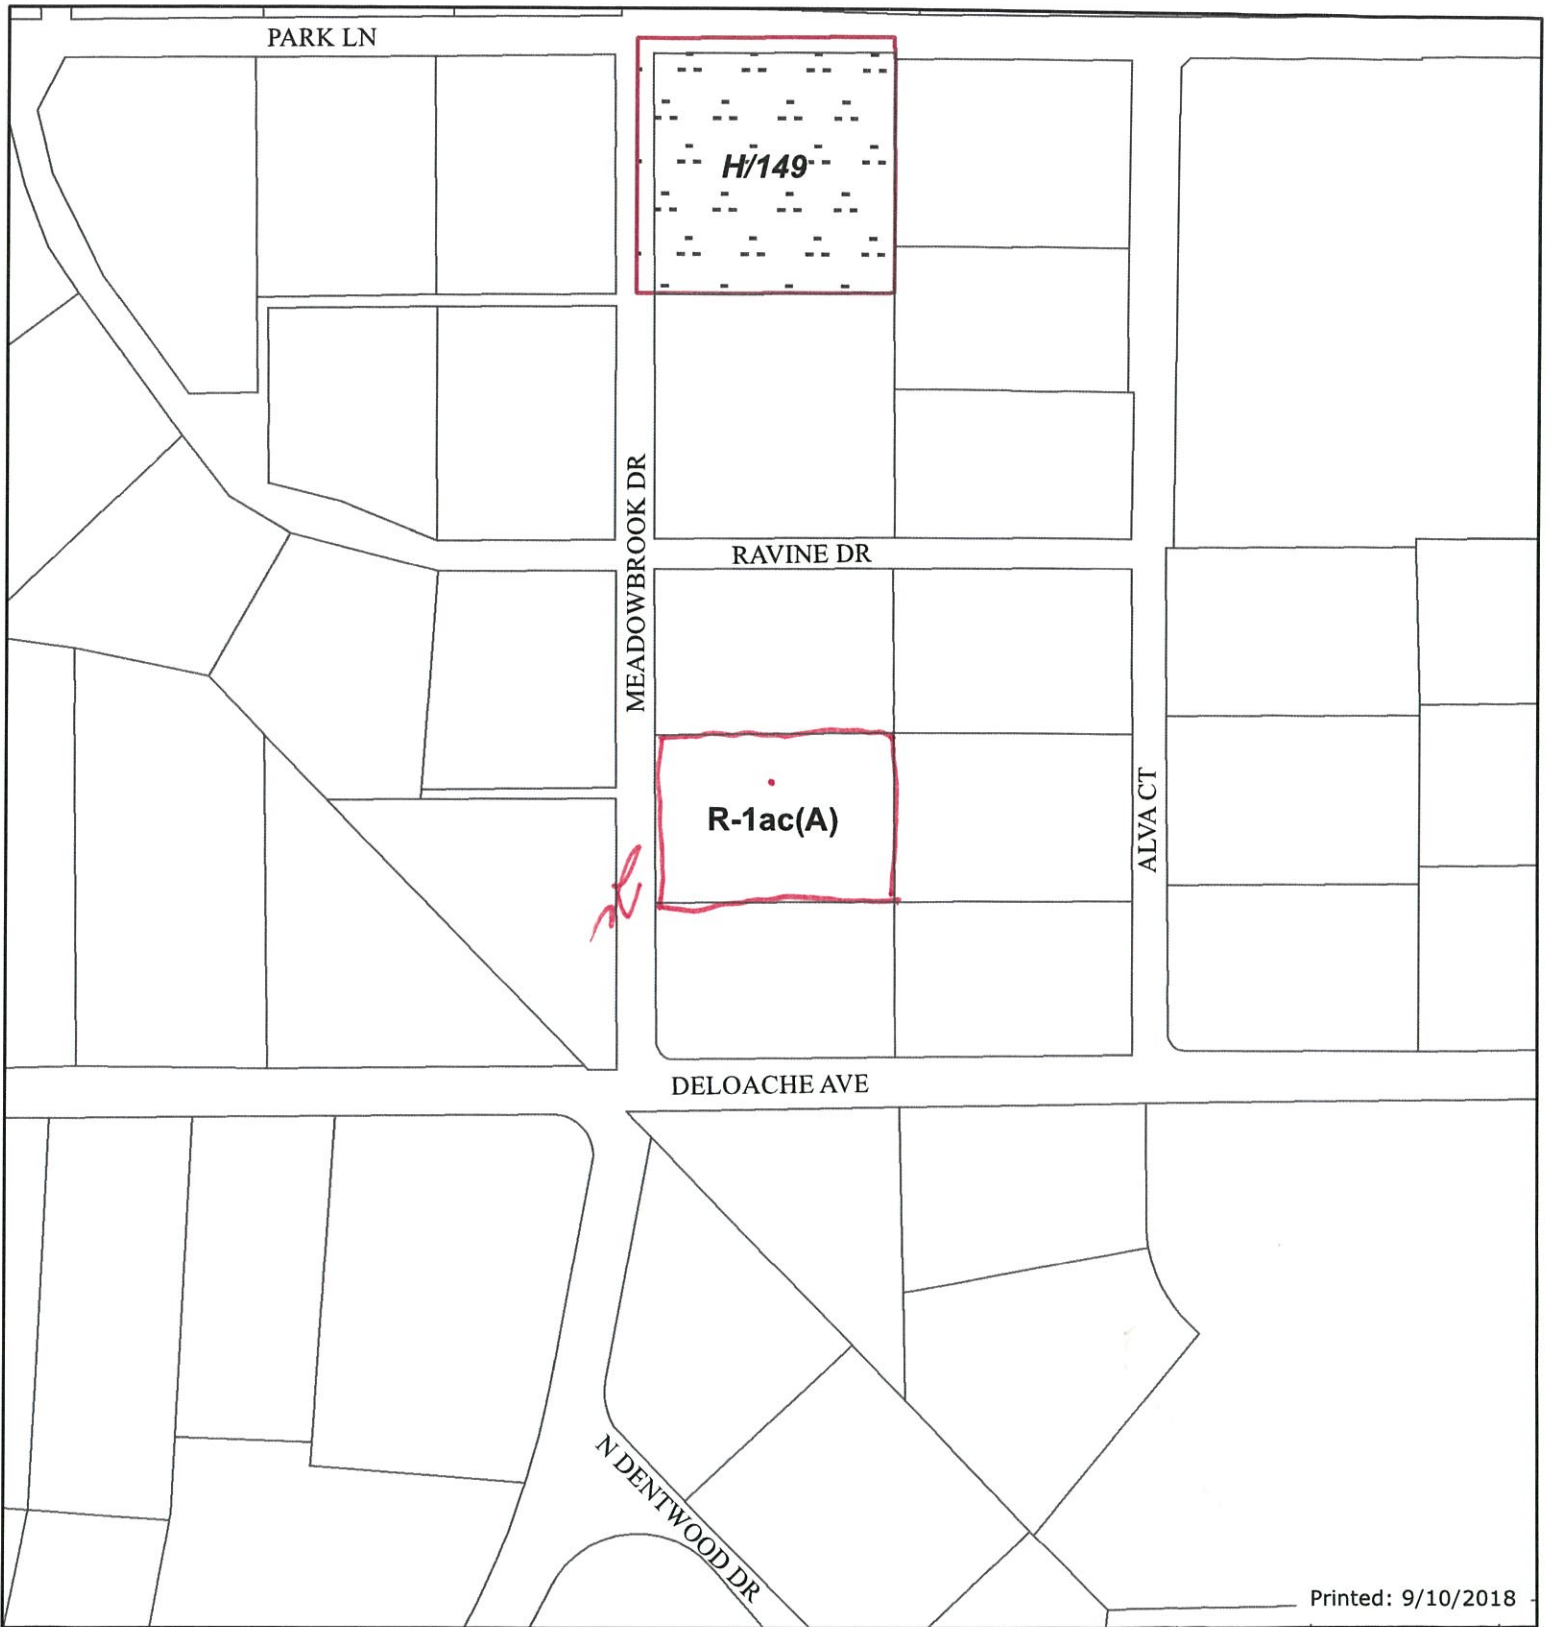 PARK LN
H/149
MEADOWBROOK DR
RAVINE DR
R-1ac(A)
ALVA CT
DELOACHE AVE
N DENTWOOD DR
Printed: 9/10/2018